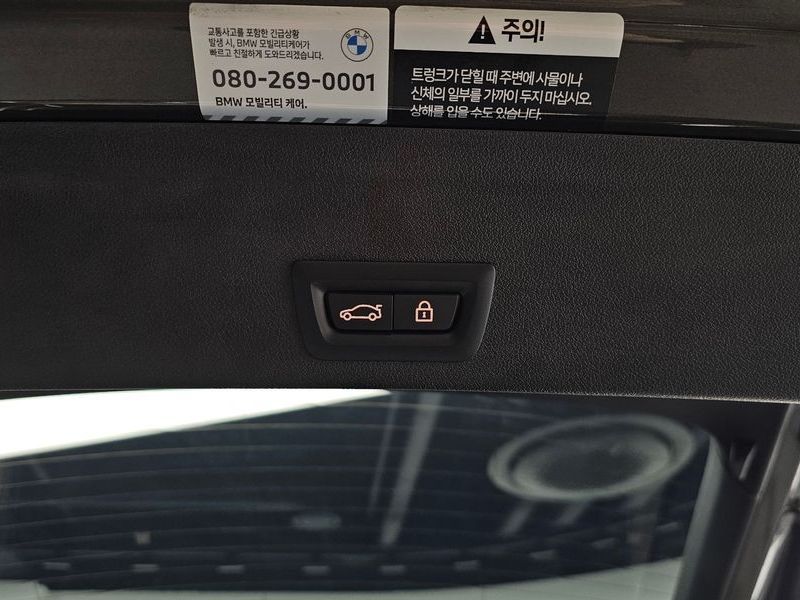 교통사고를 포함한 긴급상황
발생 시, BMW 모빌리티케어가
빠르고 친절하게 도와드리겠습니다.
080-269-0001
BMW 모빌리티 케어.
BMW
주의!
트렁크가 닫힐 때 주변에 사물이나
신체의 일부를 가까이 두지 마십시오.
상해를 입을 수도 있습니다.